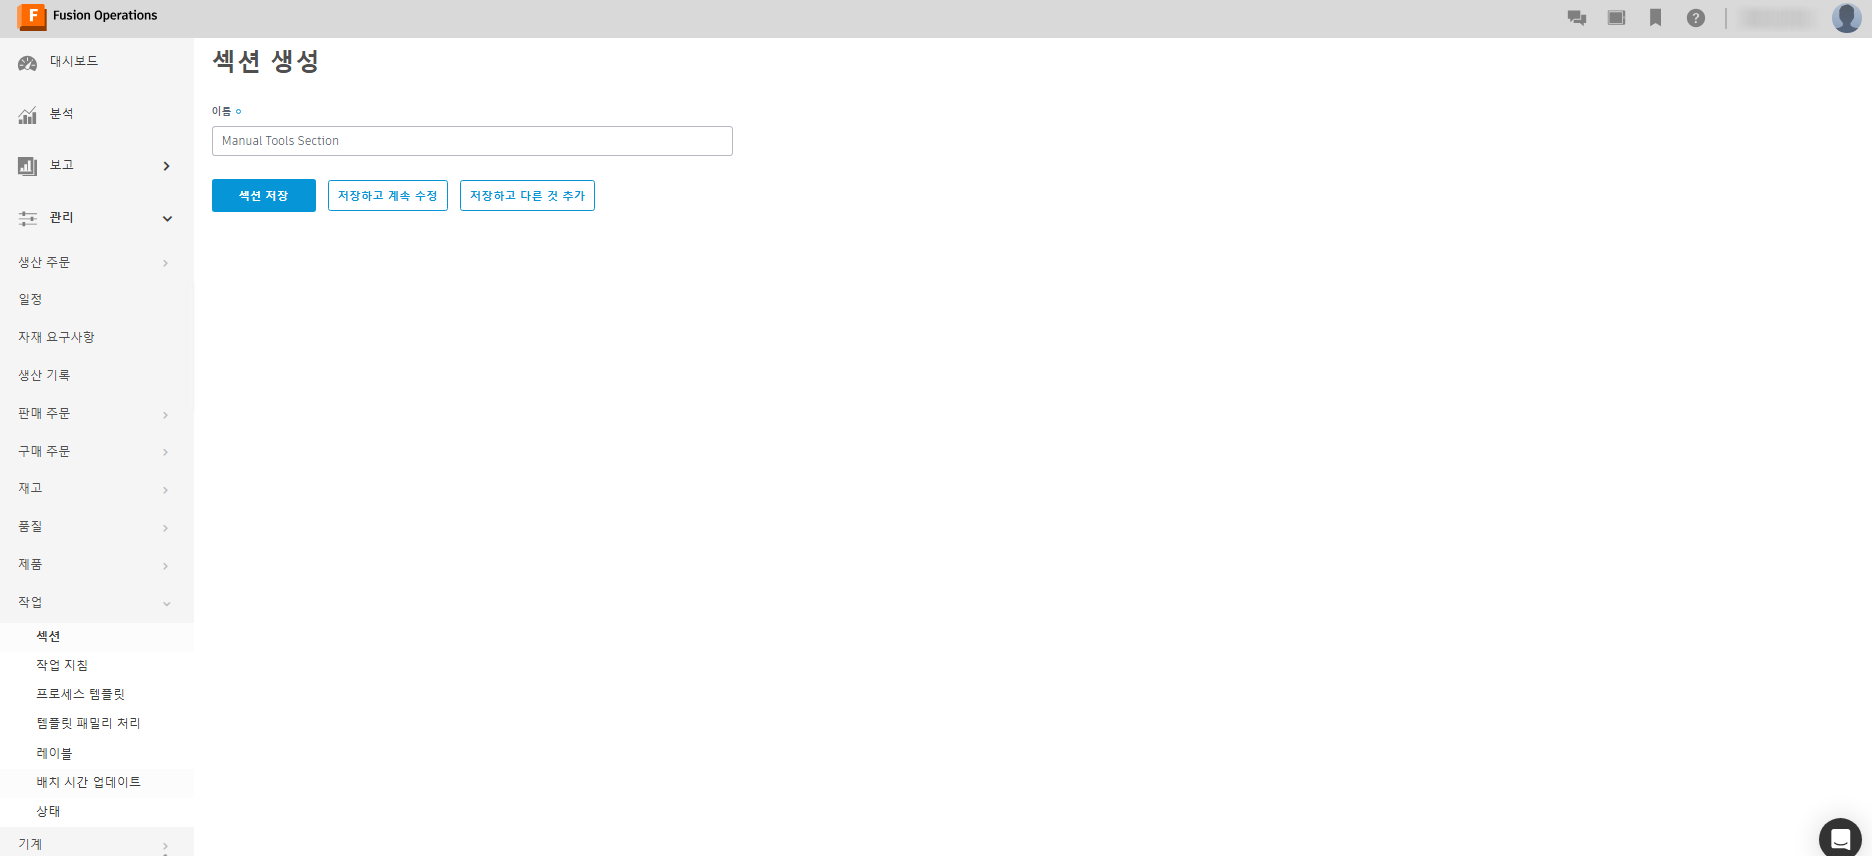 Fusion Operations
대시보드
분석
보고
관리
생산 주문
일정
자재 요구사항
생산 기록
판매 주문
구매 주문
재고
품질
제품
작업
섹션
작업 지침
프로세스 템플릿
템플릿 패밀리 처리
레이블
배치 시간 업데이트
상태
기계
섹션 생성
이름
Manual Tools Section
섹션 저장
저장하고 계속 수정
저장하고 다른 것 추가